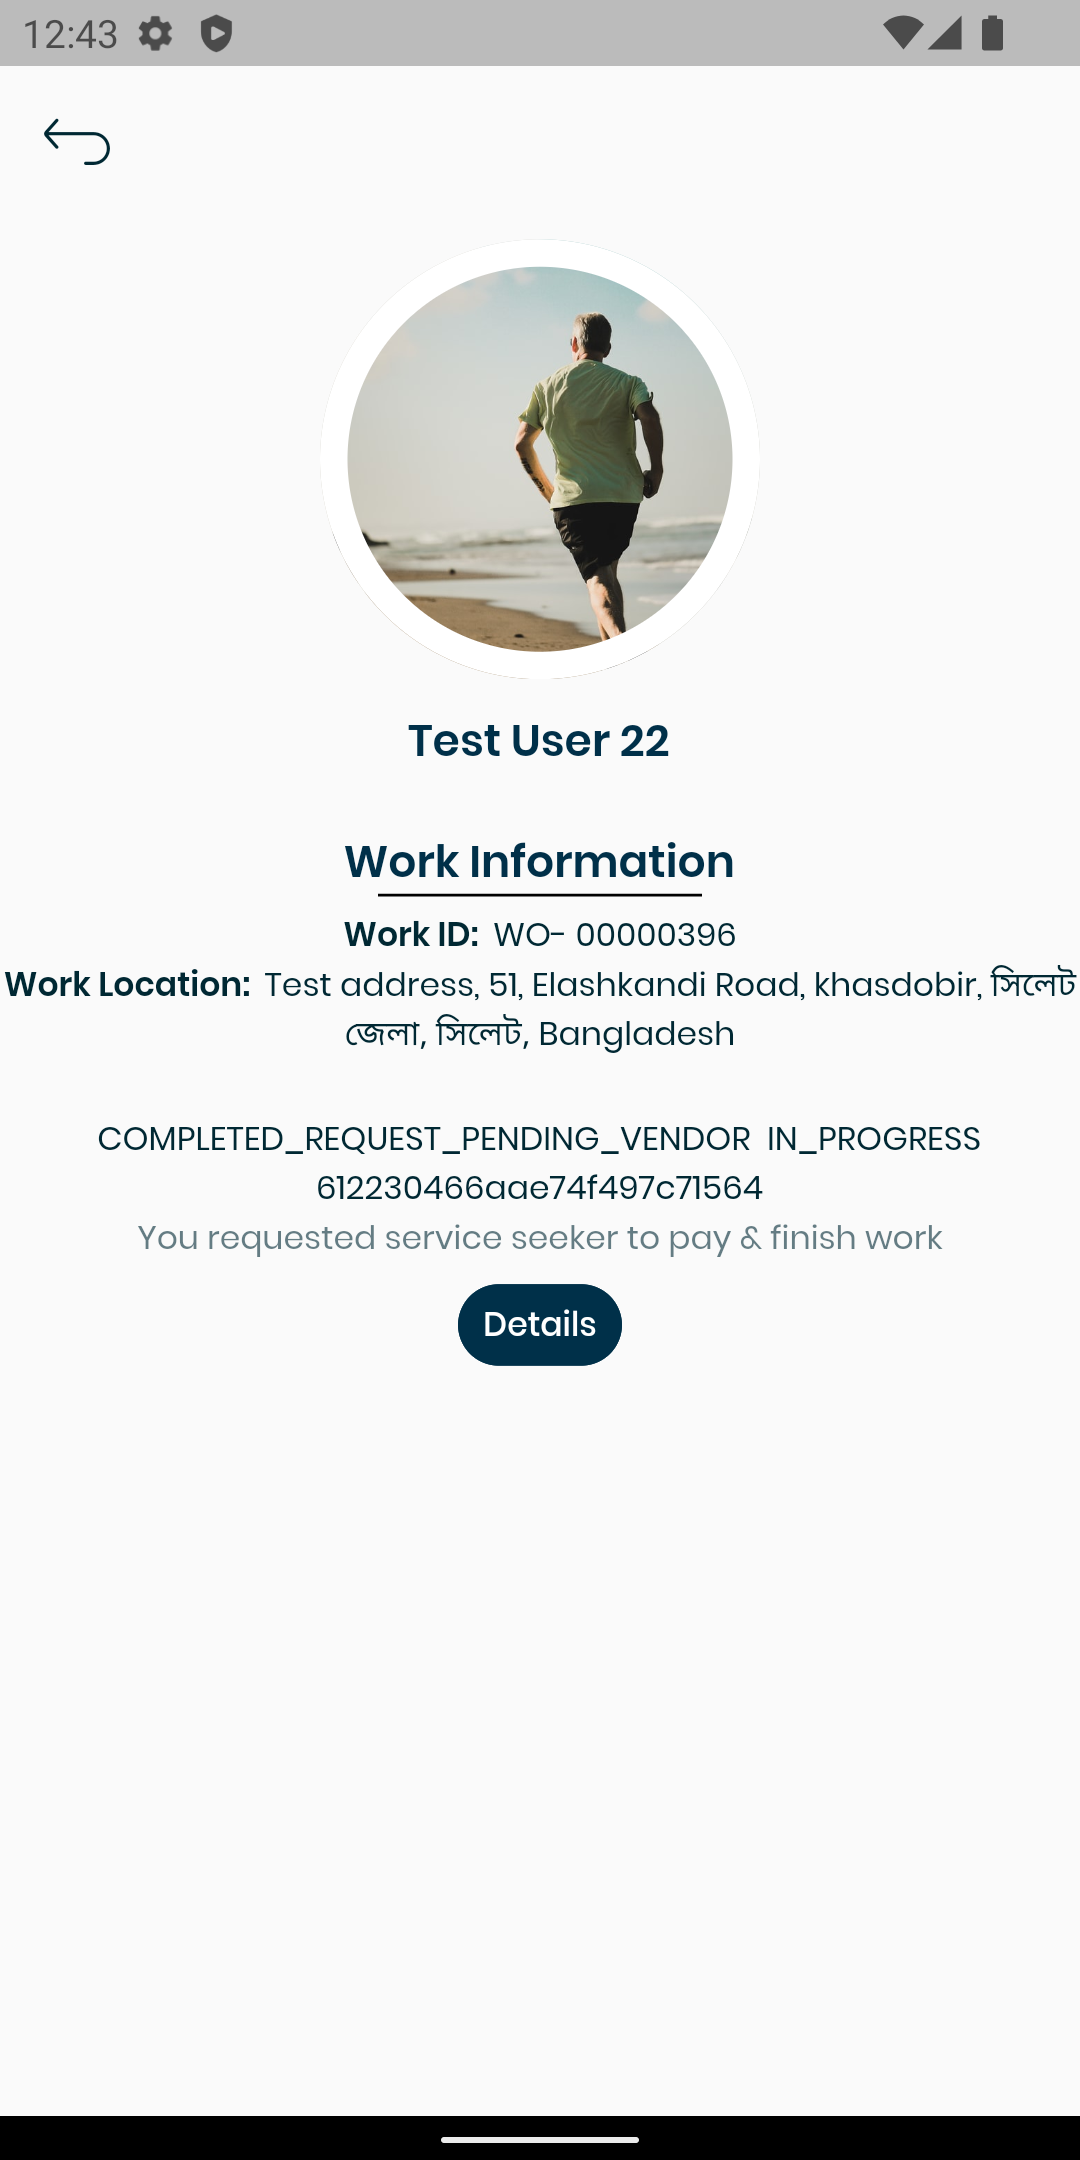 12:43
Test User 22
Work Information
Work ID: WO- 00000396
Work Location: Test address, 51, Elashkandi Road, khasdobir, সিলেট
জেলা, সিলেট, Bangladesh
COMPLETED_REQUEST_PENDING_VENDOR IN_PROGRESS
612230466aae74f497c71564
You requested service seeker to pay & finish work
Details